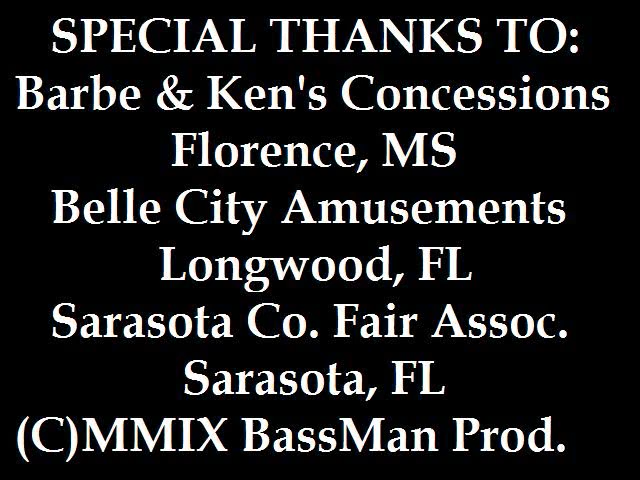 SPECIAL THANKS TO:
Barbe & Ken's Concessions
Florence, MS
Belle City Amusements
Longwood, FL
Sarasota Co. Fair Assoc.
Sarasota, FL
(C)MMIX BassMan Prod.